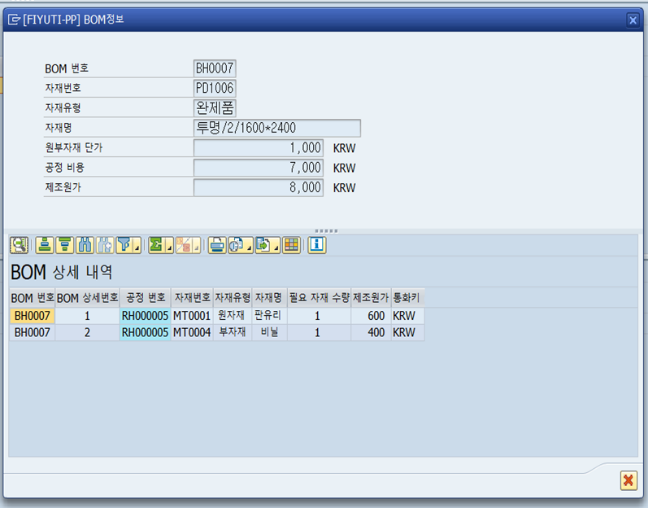 [FIYUTI-PP] BOM정보
BOM 번호 BH0007
자재번호 PD1006
자재유형 완제품
자재명 투명/2/1600*2400
원부자재 단가 1,000 KRW
공정 비용 7,000 KRW
제조원가 8,000 KRW
BOM 상세 내역
BOM 번호 BOM 상세번호 공정 번호 자재번호 자재유형 자재명 필요 자재 수량 제조원가 통화키
BH0007 1 RH000005 MT0001 원자재 판유리 1 600 KRW
BH0007 2 RH000005 MT0004 부자재 비닐 1 400 KRW